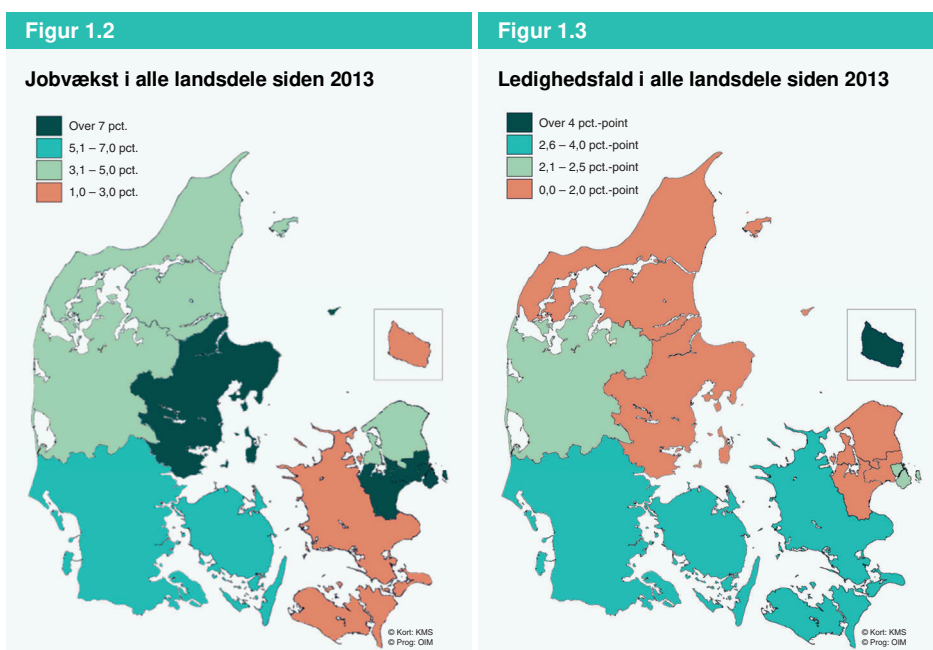 Figur 1.2
Jobvækst i alle landsdele siden 2013
Over 7 pct.
5,1 – 7,0 pct.
3,1 – 5,0 pct.
1,0 – 3,0 pct.
© Kort: KMS
© Prog: OIM
Figur 1.3
Ledighedsfald i alle landsdele siden 2013
Over 4 pct.-point
2,6 – 4,0 pct.-point
2,1 – 2,5 pct.-point
0,0 – 2,0 pct.-point
© Kort: KMS
© Prog: OIM